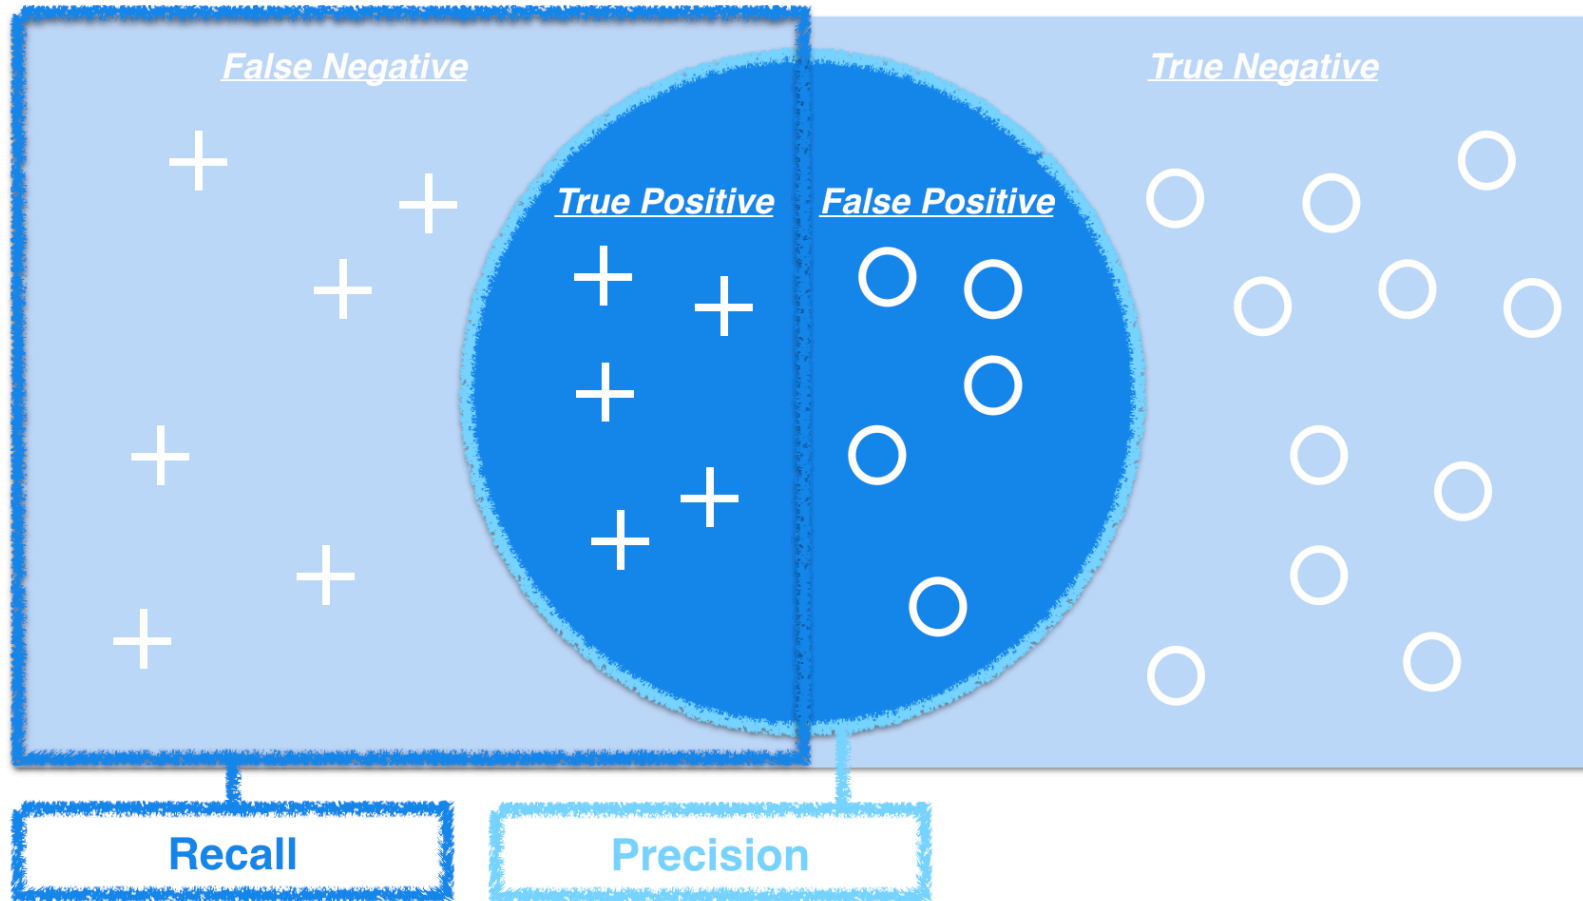 False Negative
True Negative
True Positive
False Positive
Recall
Precision